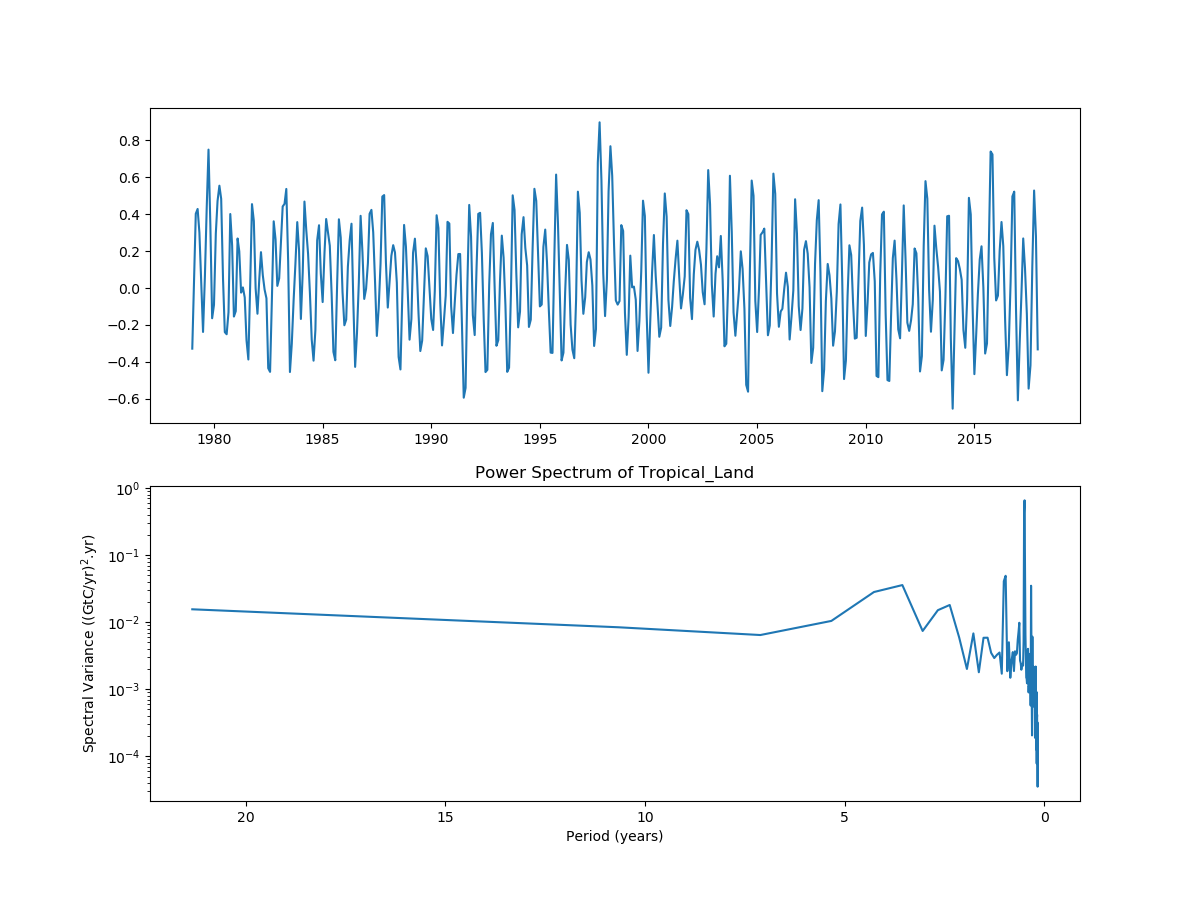 0.8
0.6
0.4
0.2
0.0
−0.2
−0.4
−0.6
1980 1985 1990 1995 2000 2005 2010 2015
Power Spectrum of Tropical_Land
10^0
10^-1
10^-2
10^-3
10^-4
Spectral Variance ((GtC/yr)^2.yr)
20 15 10 5 0
Period (years)